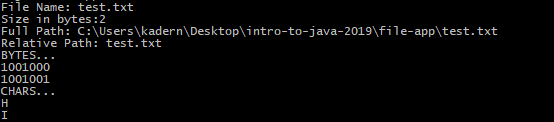 File Name: test.txt
Size in bytes:2
Full Path: C:\Users\kadern\Desktop\intro-to-java-2019\file-app\test.txt
Relative Path: test.txt
BYTES...
1001000
1001001
CHARS...
H
I